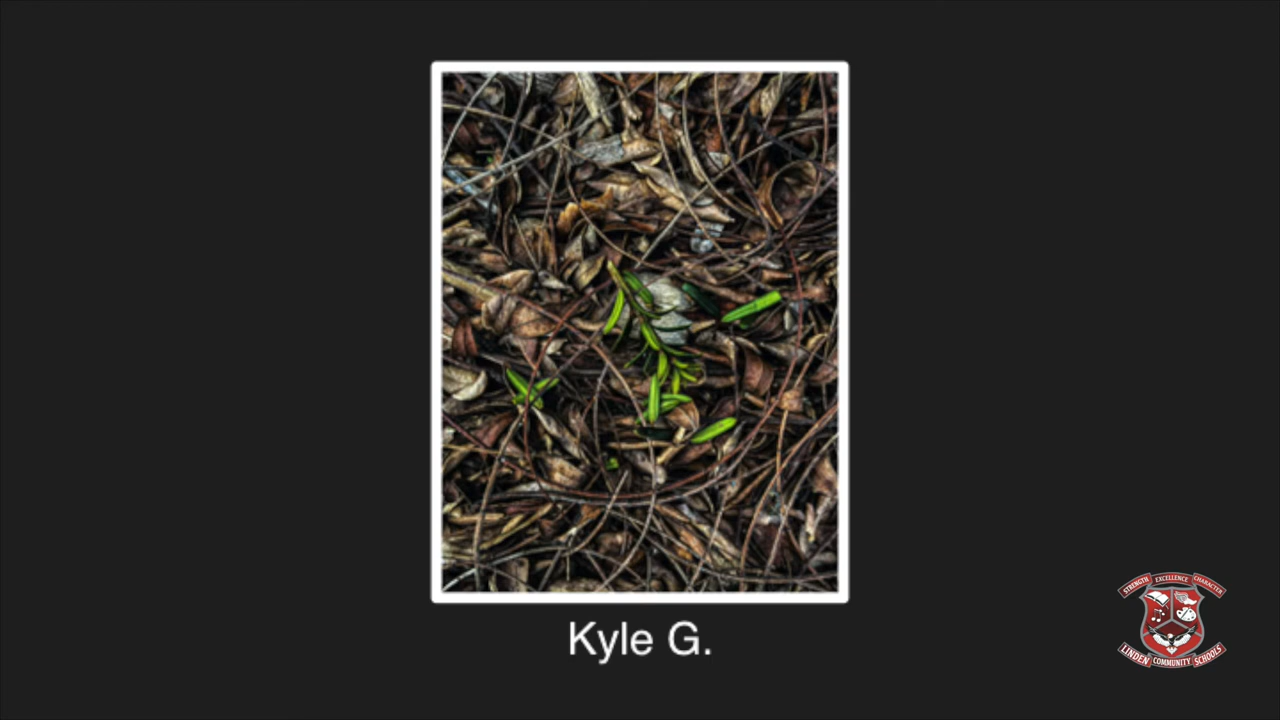 Kyle G.
STRENGTH EXCELLENCE CHARACTER
LINDEN COMMUNITY SCHOOLS